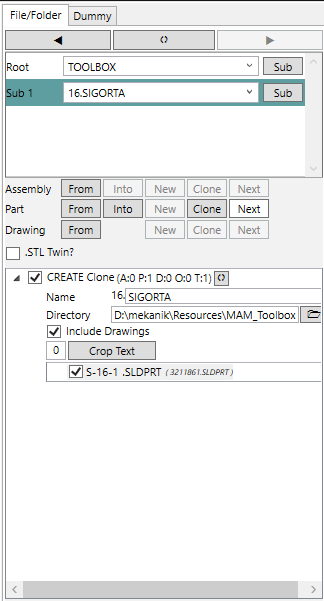 File/Folder Dummy
Root TOOLBOX Sub
Sub 1 16.SIGORTA Sub
Assembly From Into New Clone Next
Part From Into New Clone Next
Drawing From New Clone Next
.STL Twin?
CREATE Clone (A:0 P:1 D:0 O:0 T:1)
Name 16. SIGORTA
Directory D:\mekanik\Resources\MAM_Toolbox
Include Drawings
0 Crop Text
S-16-1 .SLDPRT ( 3211861.SLDPRT )